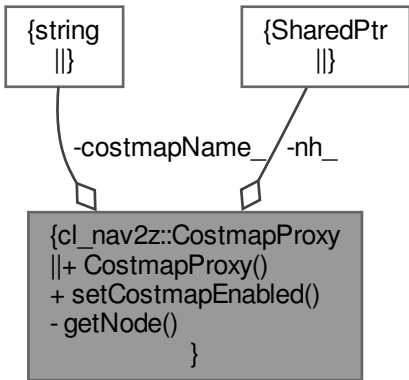 {string
||}
{SharedPtr
||}
-costmapName_
-nh_
{cl_nav2z::CostmapProxy
||+ CostmapProxy()
+ setCostmapEnabled()
- getNode()
}